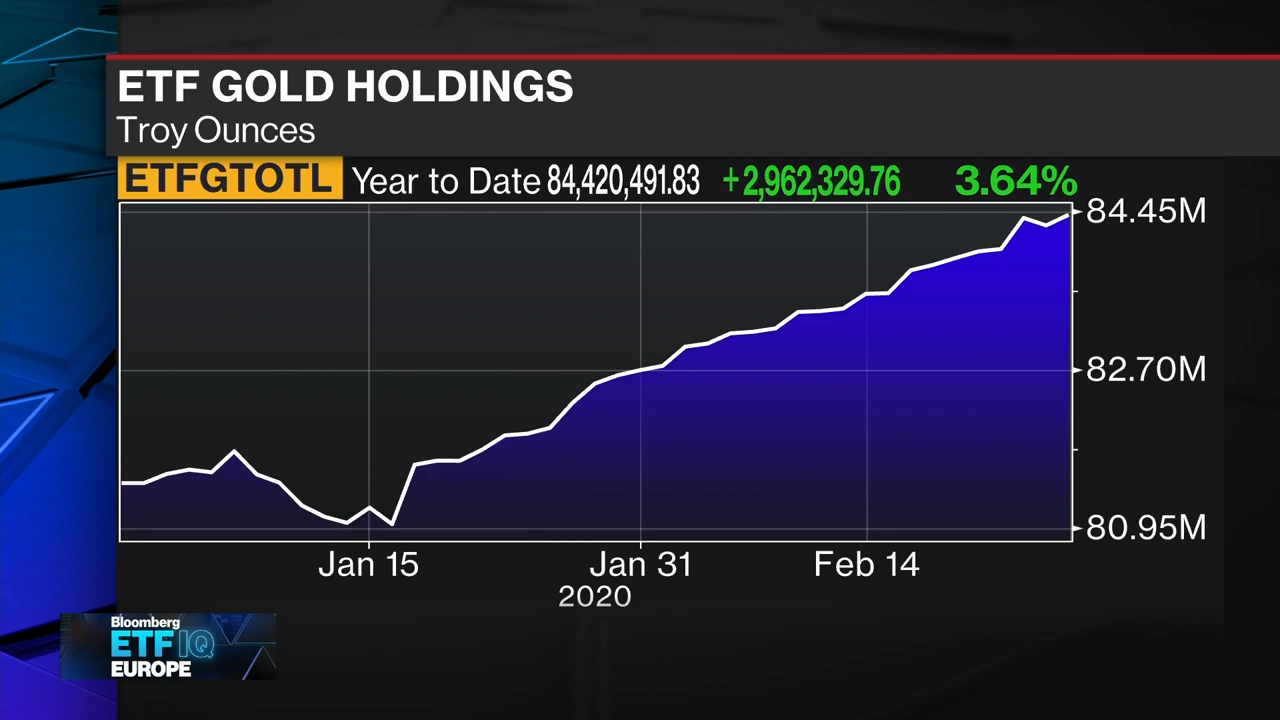 ETF GOLD HOLDINGS
Troy Ounces
ETFGTOTL Year to Date 84,420,491.83 +2,962,329.76 3.64%
84.45M
82.70M
80.95M
Jan 15 Jan 31 Feb 14
2020
Bloomberg
ETF IQ
EUROPE